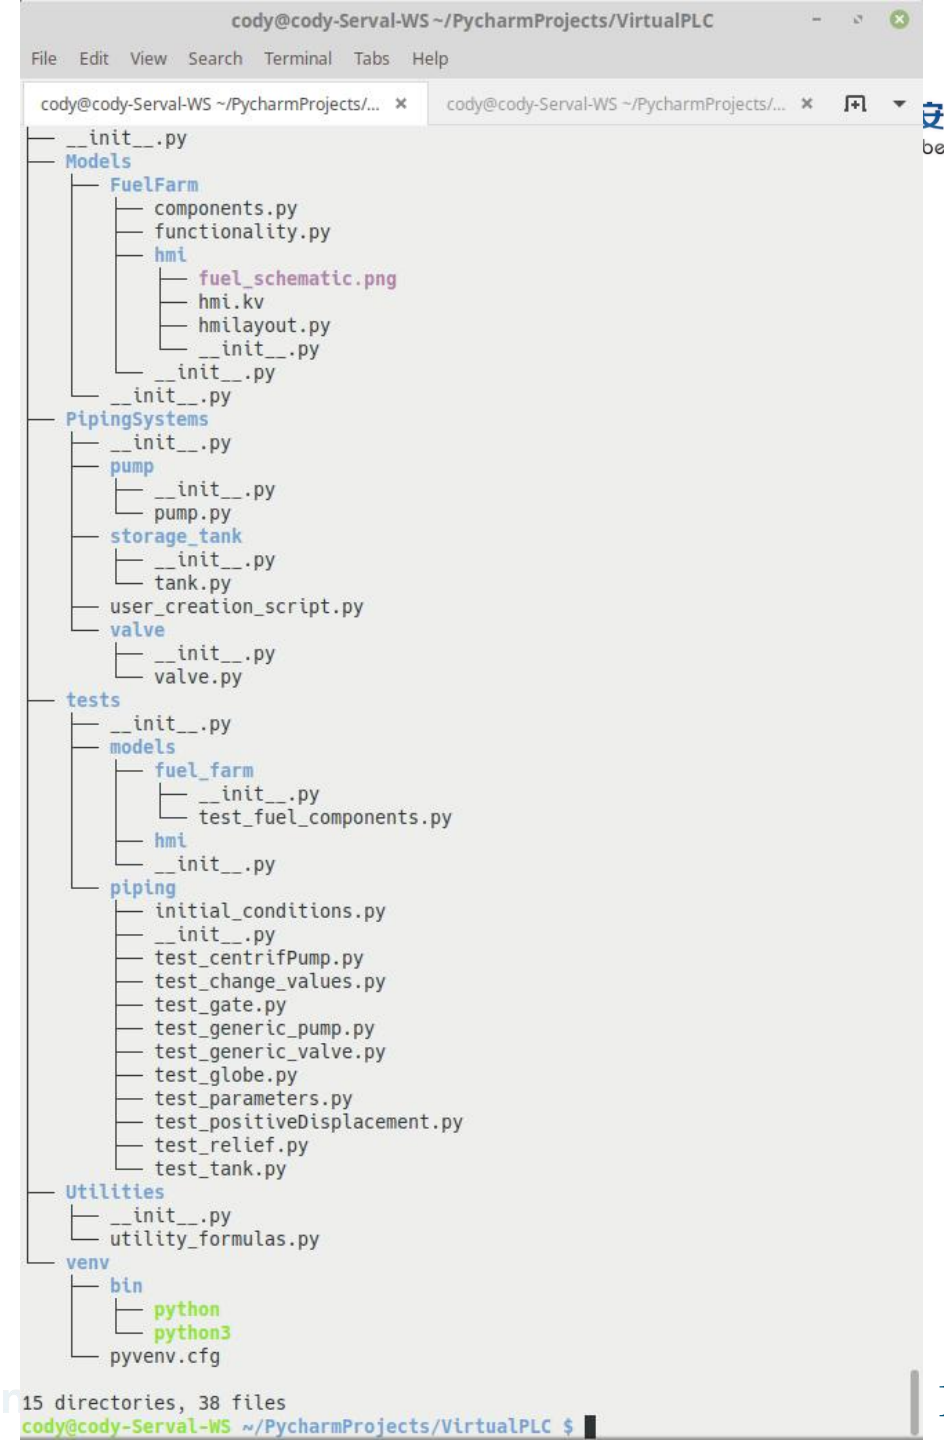 cody@cody-Serval-WS ~/PycharmProjects/VirtualPLC
File Edit View Search Terminal Tabs Help
cody@cody-Serval-WS ~/PycharmProjects/... × cody@cody-Serval-WS ~/PycharmProjects/... ×
安
be
├── __init__.py
├── Models
│   ├── FuelFarm
│   │   ├── components.py
│   │   ├── functionality.py
│   │   ├── hmi
│   │   │   ├── fuel_schematic.png
│   │   │   ├── hmi.kv
│   │   │   ├── hmilayout.py
│   │   │   └── __init__.py
│   │   └── __init__.py
│   └── __init__.py
├── PipingSystems
│   ├── __init__.py
│   ├── pump
│   │   ├── __init__.py
│   │   └── pump.py
│   ├── storage_tank
│   │   ├── __init__.py
│   │   └── tank.py
│   ├── user_creation_script.py
│   └── valve
│       ├── __init__.py
│       └── valve.py
├── tests
│   ├── __init__.py
│   ├── models
│   │   ├── fuel_farm
│   │   │   ├── __init__.py
│   │   │   └── test_fuel_components.py
│   │   ├── hmi
│   │   └── __init__.py
│   └── piping
│       ├── initial_conditions.py
│       ├── __init__.py
│       ├── test_centrifPump.py
│       ├── test_change_values.py
│       ├── test_gate.py
│       ├── test_generic_pump.py
│       ├── test_generic_valve.py
│       ├── test_globe.py
│       ├── test_parameters.py
│       ├── test_positiveDisplacement.py
│       ├── test_relief.py
│       └── test_tank.py
├── Utilities
│   ├── __init__.py
│   └── utility_formulas.py
└── venv
    ├── bin
    │   ├── python
    │   └── python3
    └── pyvenv.cfg
15 directories, 38 files
cody@cody-Serval-WS ~/PycharmProjects/VirtualPLC $